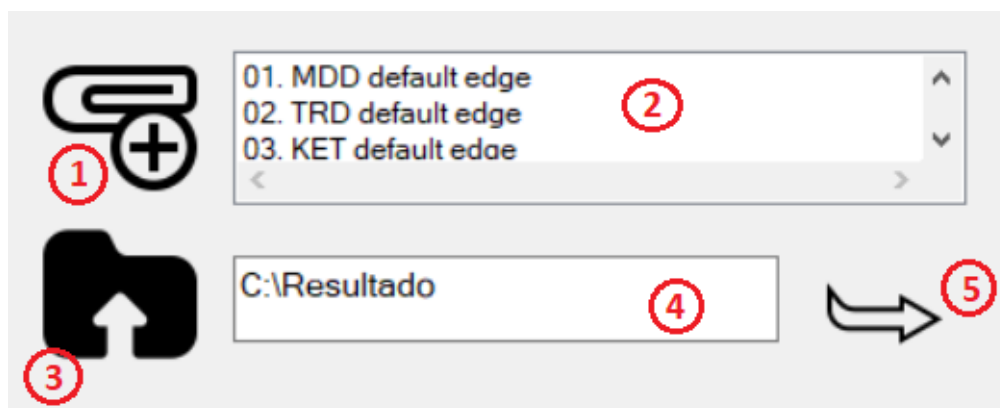 01. MDD default edge
02. TRD default edge
2
03. KET default edge
1
C:\Resultado
4
5
3